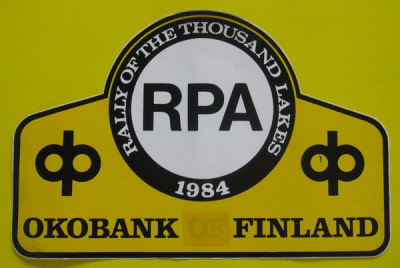 RALLY OF THE THOUSAND LAKES
RPA
1984
OKOBANK OF FINLAND